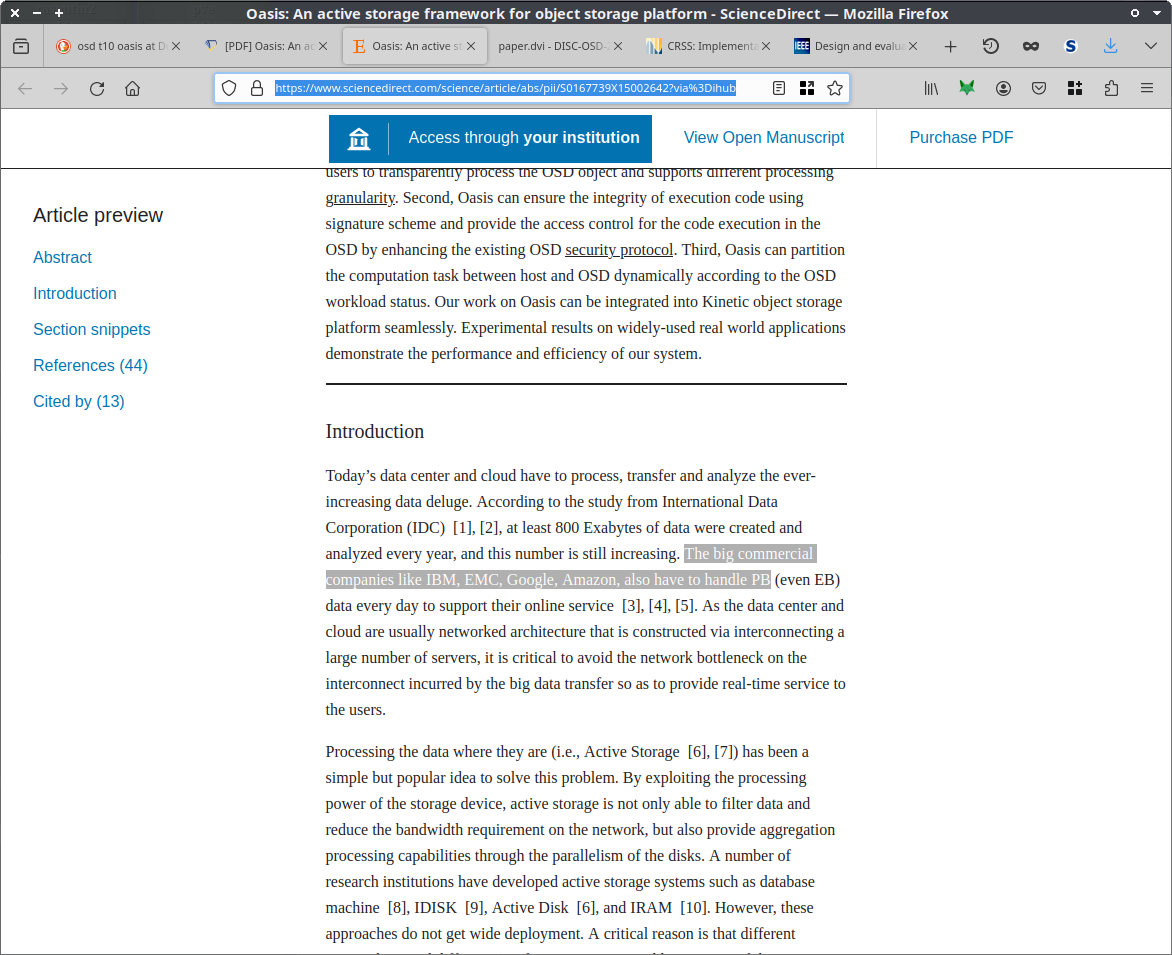 Oasis: An active storage framework for object storage platform - ScienceDirect — Mozilla Firefox
osd t10 oasis at D
[PDF] Oasis: An ac
Oasis: An active st
paper.dvi - DISC-OSD-
CRSS: Implementa
IEEE Design and evalua
https://www.sciencedirect.com/science/article/abs/pii/S0167739X15002642?via%3Dihub
Access through your institution
View Open Manuscript
Purchase PDF
Article preview
Abstract
Introduction
Section snippets
References (44)
Cited by (13)
users to transparently process the OSD object and supports different processing
granularity. Second, Oasis can ensure the integrity of execution code using
signature scheme and provide the access control for the code execution in the
OSD by enhancing the existing OSD security protocol. Third, Oasis can partition
the computation task between host and OSD dynamically according to the OSD
workload status. Our work on Oasis can be integrated into Kinetic object storage
platform seamlessly. Experimental results on widely-used real world applications
demonstrate the performance and efficiency of our system.
Introduction
Today’s data center and cloud have to process, transfer and analyze the ever-
increasing data deluge. According to the study from International Data
Corporation (IDC) [1], [2], at least 800 Exabytes of data were created and
analyzed every year, and this number is still increasing. The big commercial
companies like IBM, EMC, Google, Amazon, also have to handle PB (even EB)
data every day to support their online service [3], [4], [5]. As the data center and
cloud are usually networked architecture that is constructed via interconnecting a
large number of servers, it is critical to avoid the network bottleneck on the
interconnect incurred by the big data transfer so as to provide real-time service to
the users.
Processing the data where they are (i.e., Active Storage [6], [7]) has been a
simple but popular idea to solve this problem. By exploiting the processing
power of the storage device, active storage is not only able to filter data and
reduce the bandwidth requirement on the network, but also provide aggregation
processing capabilities through the parallelism of the disks. A number of
research institutions have developed active storage systems such as database
machine [8], IDISK [9], Active Disk [6], and IRAM [10]. However, these
approaches do not get wide deployment. A critical reason is that different